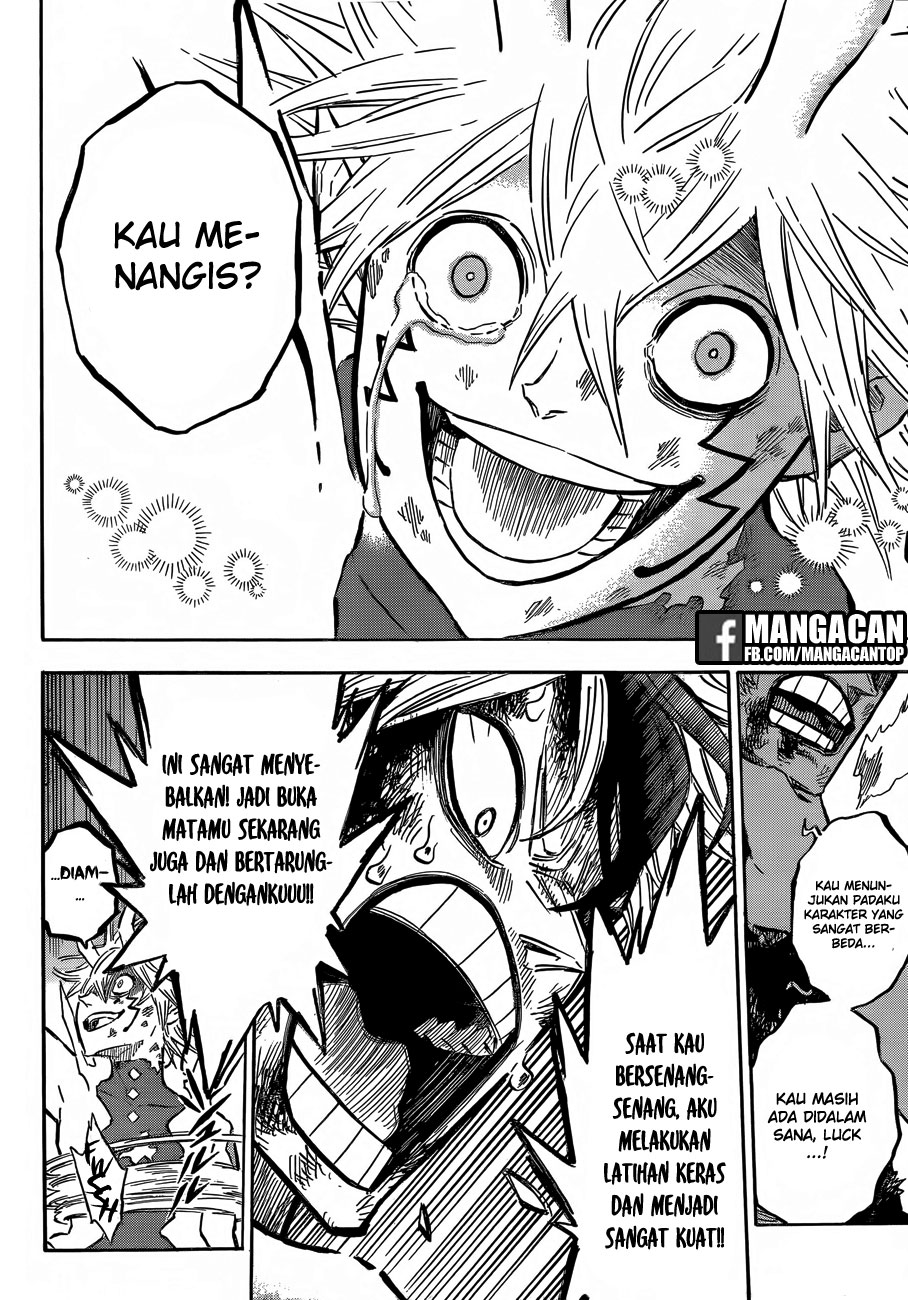 KAU ME-
NANGIS?
f MANGACAN
FB.COM/MANGACANTOP
KAU MENUN-
JUKAN PADAKU
KARAKTER YANG
SANGAT BER-
BEDA...
KAU MASIH
ADA DIDALAM
SANA, LUCK
...!
SAAT KAU
BERSENANG-
SENANG, AKU
MELAKUKAN
LATIHAN KERAS
DAN MENJADI
SANGAT KUAT!!
INI SANGAT MENYE-
BALKAN! JADI BUKA
MATAMU SEKARANG
JUGA DAN BERTARUNG-
LAH DENGANKUUU!!
...DIAM-
...